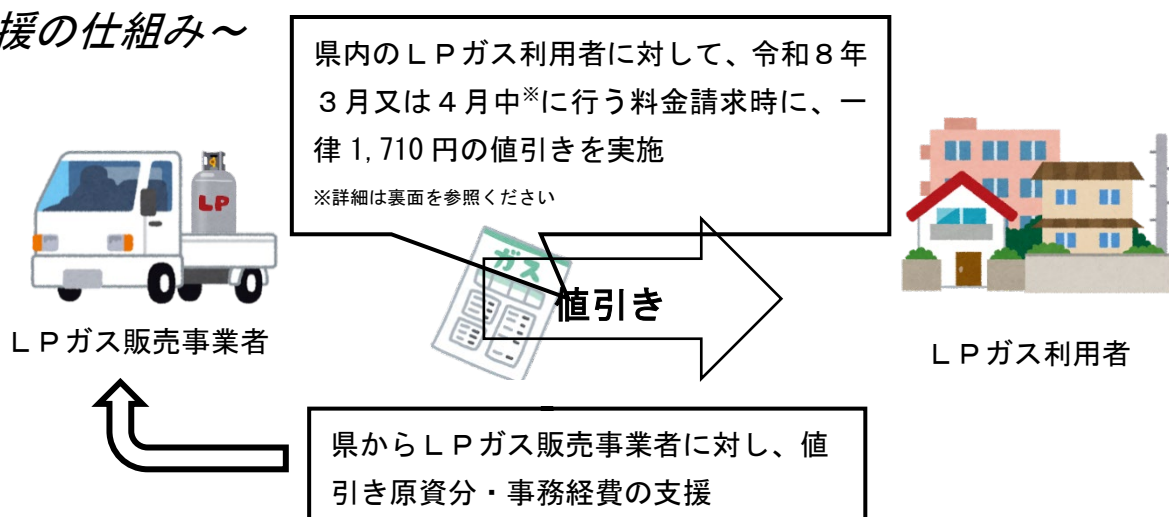 援の仕組み～
県内のＬＰガス利用者に対して、令和８年
３月又は４月中※に行う料金請求時に、一
律 1,710 円の値引きを実施
※詳細は裏面を参照ください
LP
ガス
値引き
ＬＰガス販売事業者
ＬＰガス利用者
県からＬＰガス販売事業者に対し、値
引き原資分・事務経費の支援